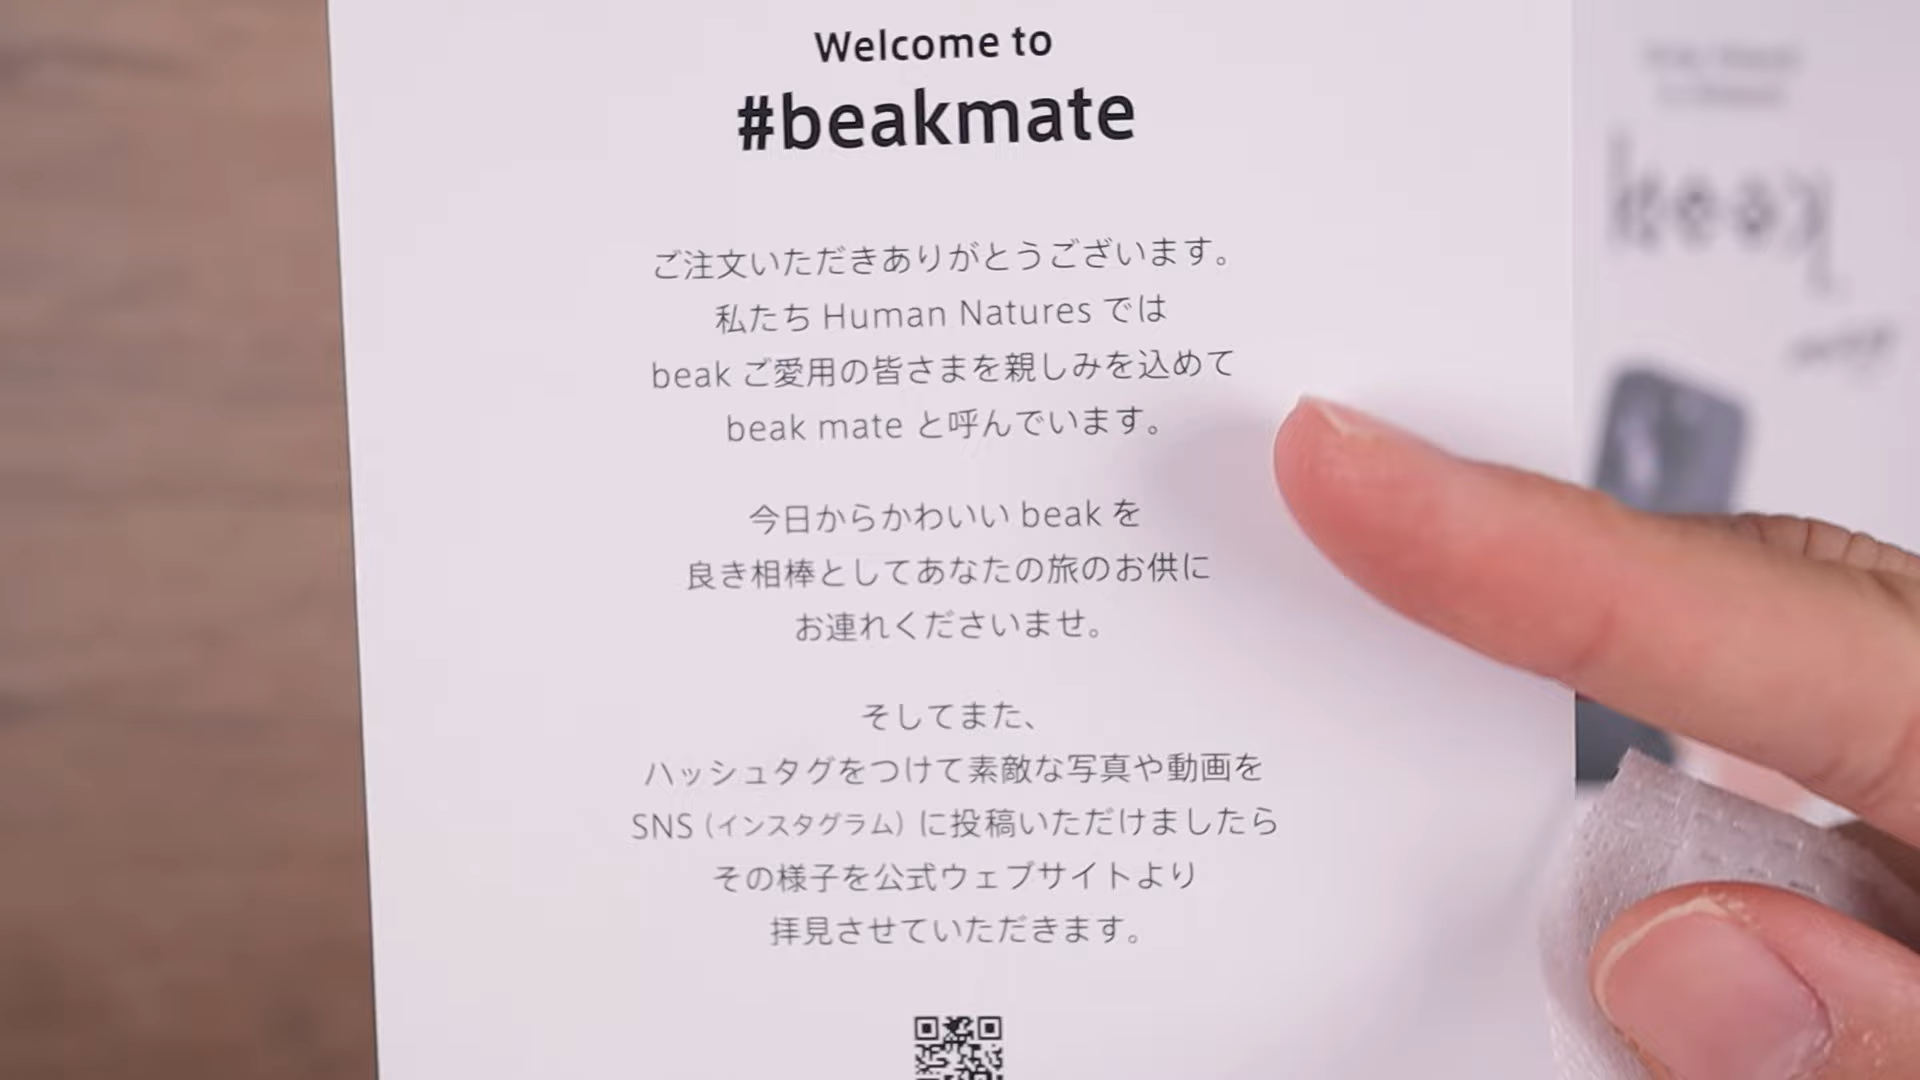 Welcome to
#beakmate
ご注文いただきありがとうございます。
私たち Human Natures では
beak ご愛用の皆さまを親しみを込めて
beak mate と呼んでいます。
今日からかわいい beak を
良き相棒としてあなたの旅のお供に
お連れくださいませ。
そしてまた、
ハッシュタグをつけて素敵な写真や動画を
SNS（インスタグラム）に投稿いただけましたら
その様子を公式ウェブサイトより
拝見させていただきます。